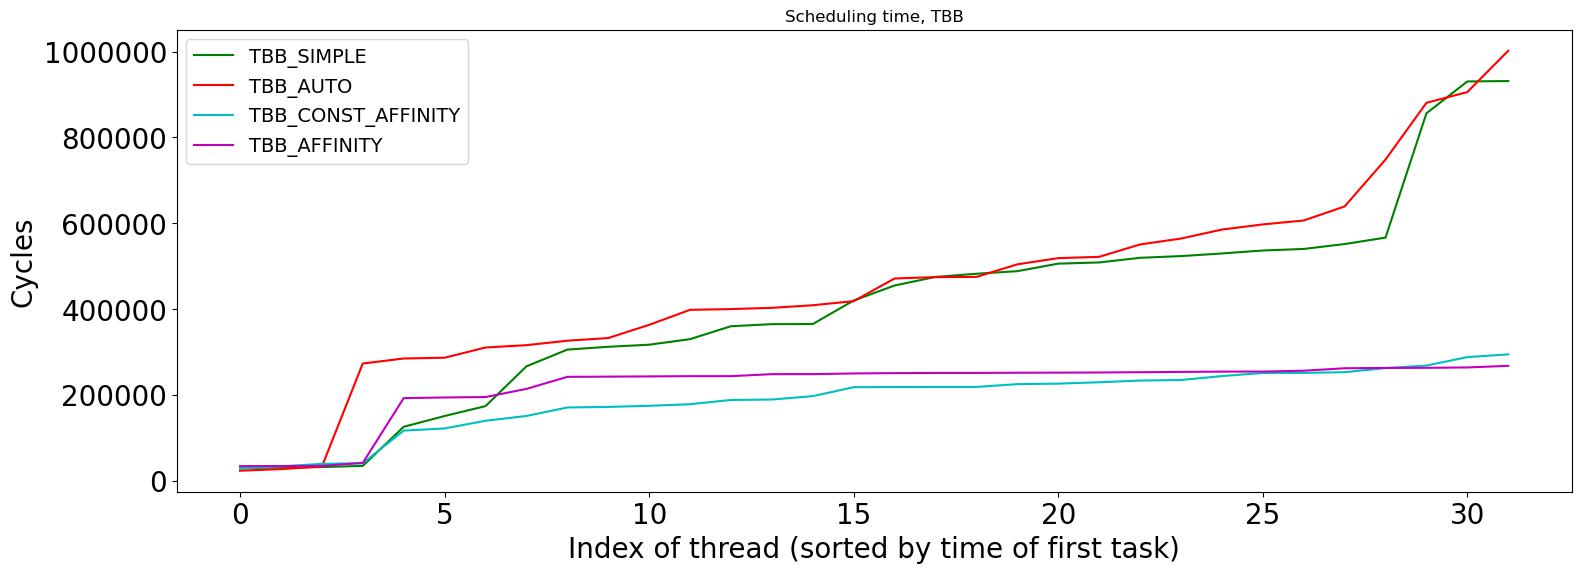 Scheduling time, TBB
TBB_SIMPLE
TBB_AUTO
TBB_CONST_AFFINITY
TBB_AFFINITY
Cycles
1000000
800000
600000
400000
200000
0
0 5 10 15 20 25 30
Index of thread (sorted by time of first task)